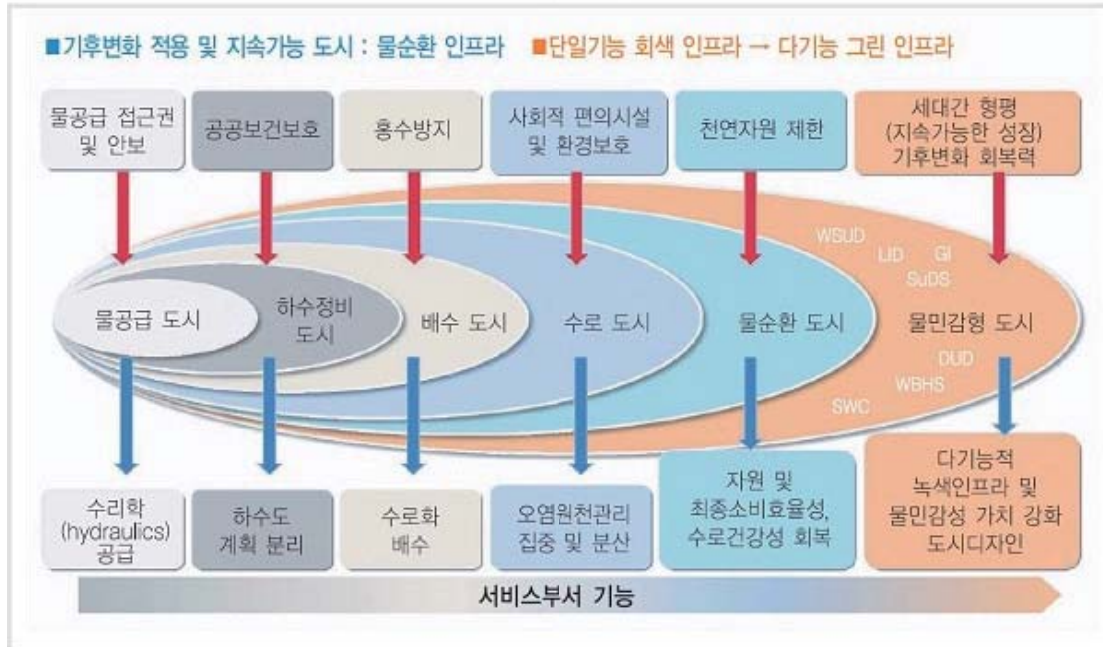 ■기후변화 적용 및 지속가능 도시 : 물순환 인프라 ■단일기능 회색 인프라 → 다기능 그린 인프라
물공급 접근권
및 안보
공공보건보호
홍수방지
사회적 편의시설
및 환경보호
천연자원 제한
세대간 형평
(지속가능한 성장)
기후변화 회복력
WSUD
LID
GI
SuDS
물공급 도시
하수정비
도시
배수 도시
수로 도시
물순환 도시
물민감형 도시
DUD
WBHS
SWC
수리학
(hydraulics)
공급
하수도
계획 분리
수로화
배수
오염원천관리
집중 및 분산
자원 및
최종소비효율성,
수로건강성 회복
다기능적
녹색인프라 및
물민감성 가치 강화
도시디자인
서비스부서 기능